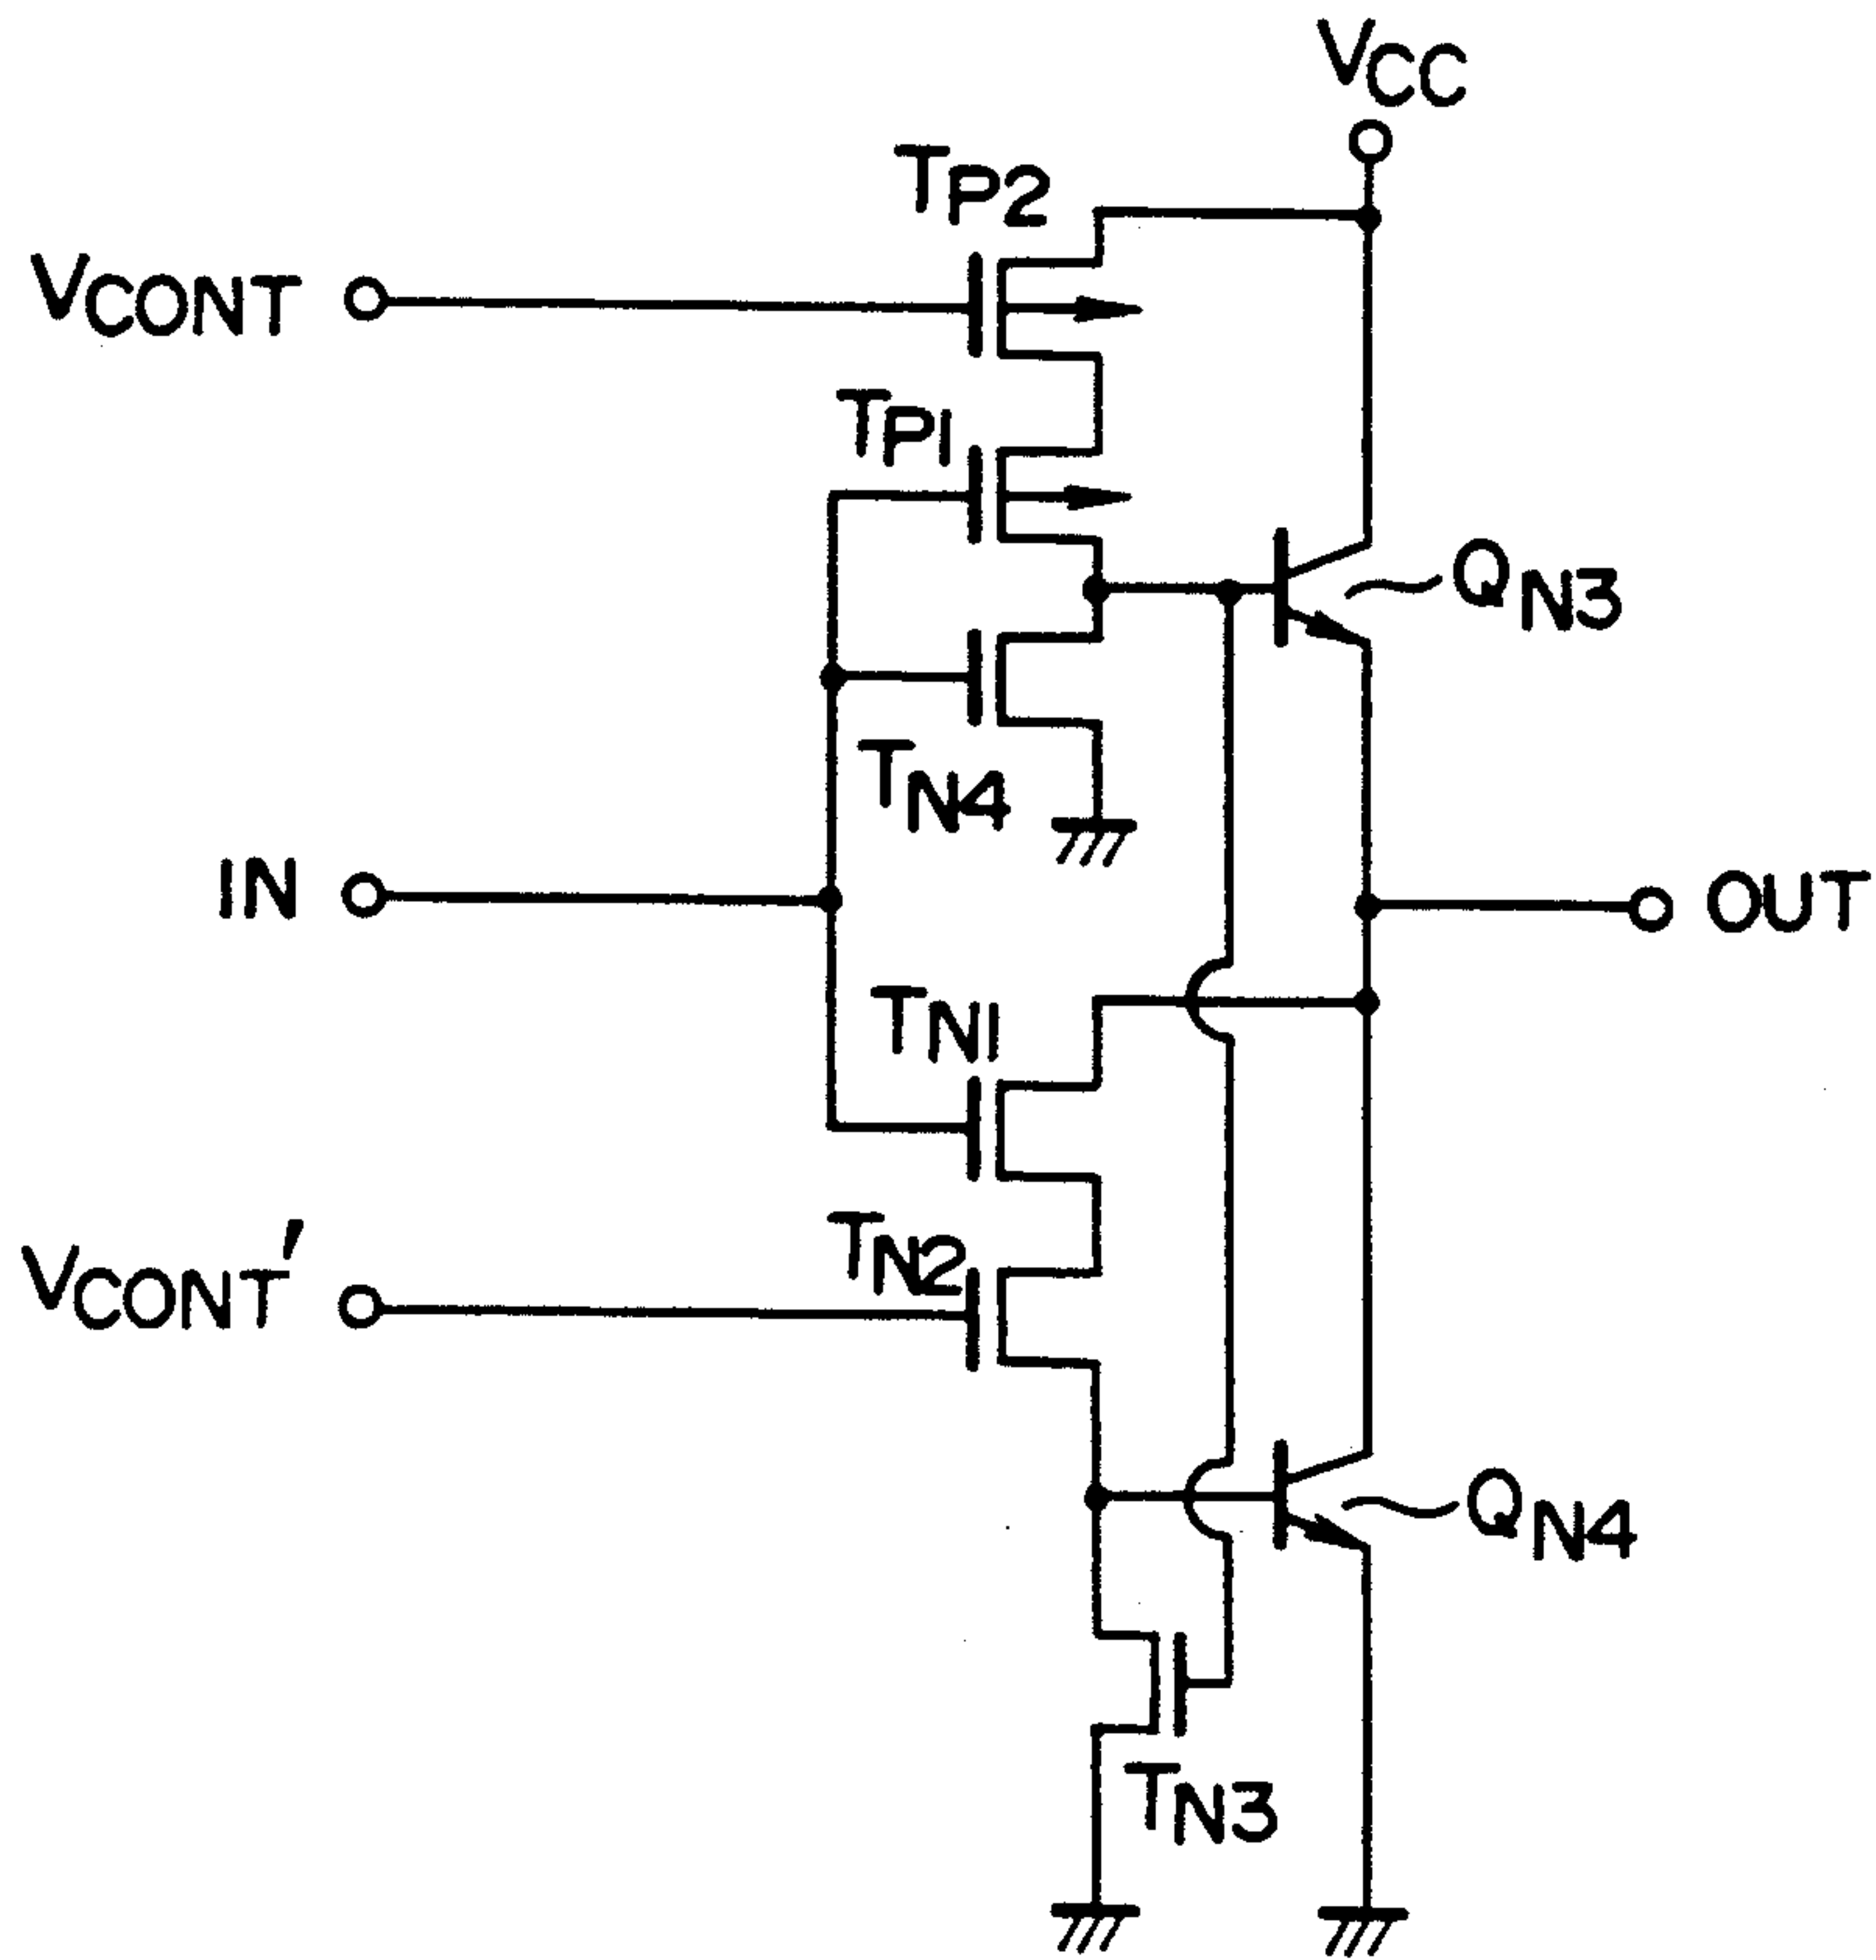 VCC
TP2
VCONT
TP1
QN3
TN4
IN
OUT
TN1
TN2
VCONT'
QN4
TN3